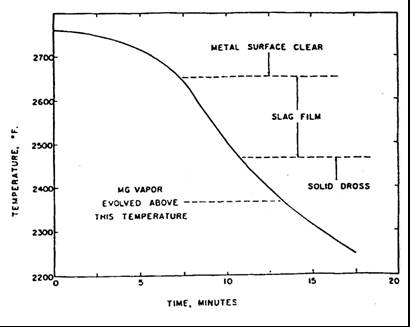 2700
2600
2500
2400
2300
2200
TEMPERATURE, °F.
METAL SURFACE CLEAR
SLAG FILM
SOLID DROSS
MG VAPOR
EVOLVED ABOVE
THIS TEMPERATURE
0 5 10 15 20
TIME, MINUTES